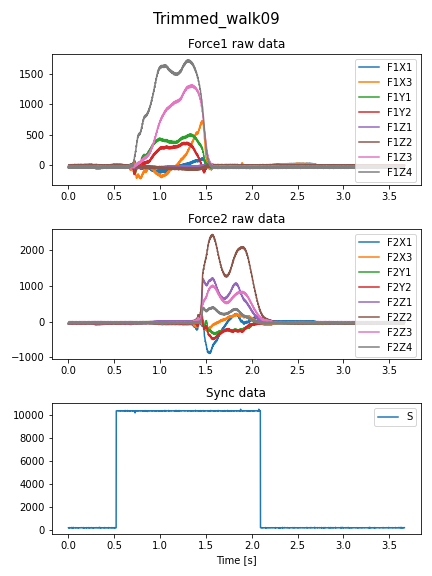 Trimmed_walk09
Force1 raw data
1500
1000
500
0
0.0 0.5 1.0 1.5 2.0 2.5 3.0 3.5
F1X1
F1X3
F1Y1
F1Y2
F1Z1
F1Z2
F1Z3
F1Z4
Force2 raw data
2000
1000
0
−1000
0.0 0.5 1.0 1.5 2.0 2.5 3.0 3.5
F2X1
F2X3
F2Y1
F2Y2
F2Z1
F2Z2
F2Z3
F2Z4
Sync data
10000
8000
6000
4000
2000
0
0.0 0.5 1.0 1.5 2.0 2.5 3.0 3.5
S
Time [s]